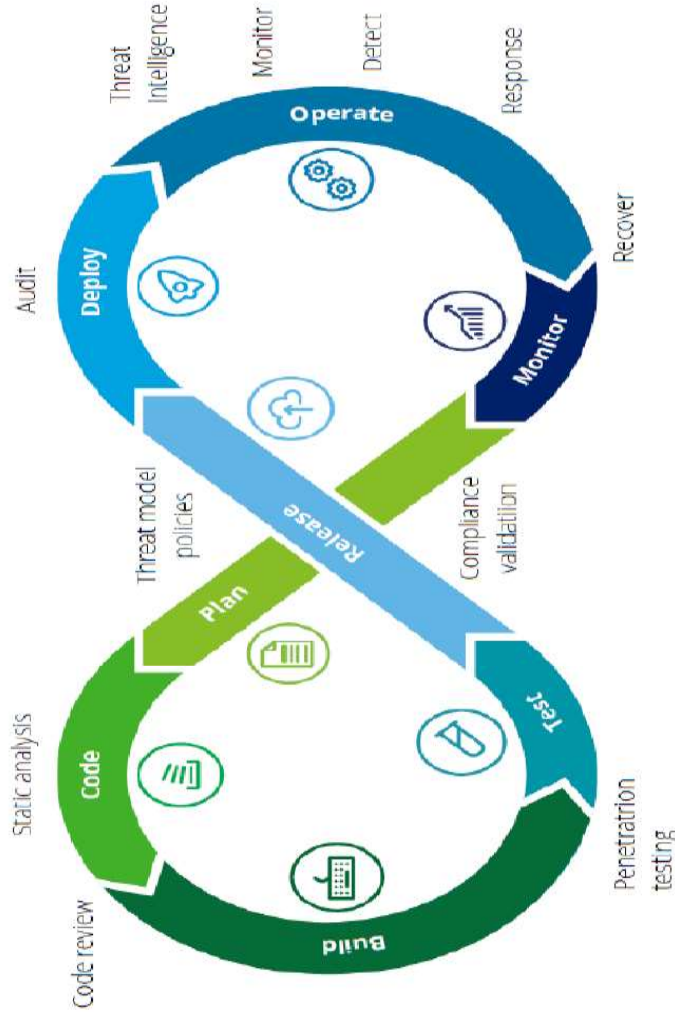 Static analysis
Code review
Code
Build
Penetratrion
testing
Test
Plan
Threat model
policies
Release
Compliance
validatiion
Audit
Deploy
Threat
Intelligence
Operate
Monitor
Detect
Response
Recover
Monitor